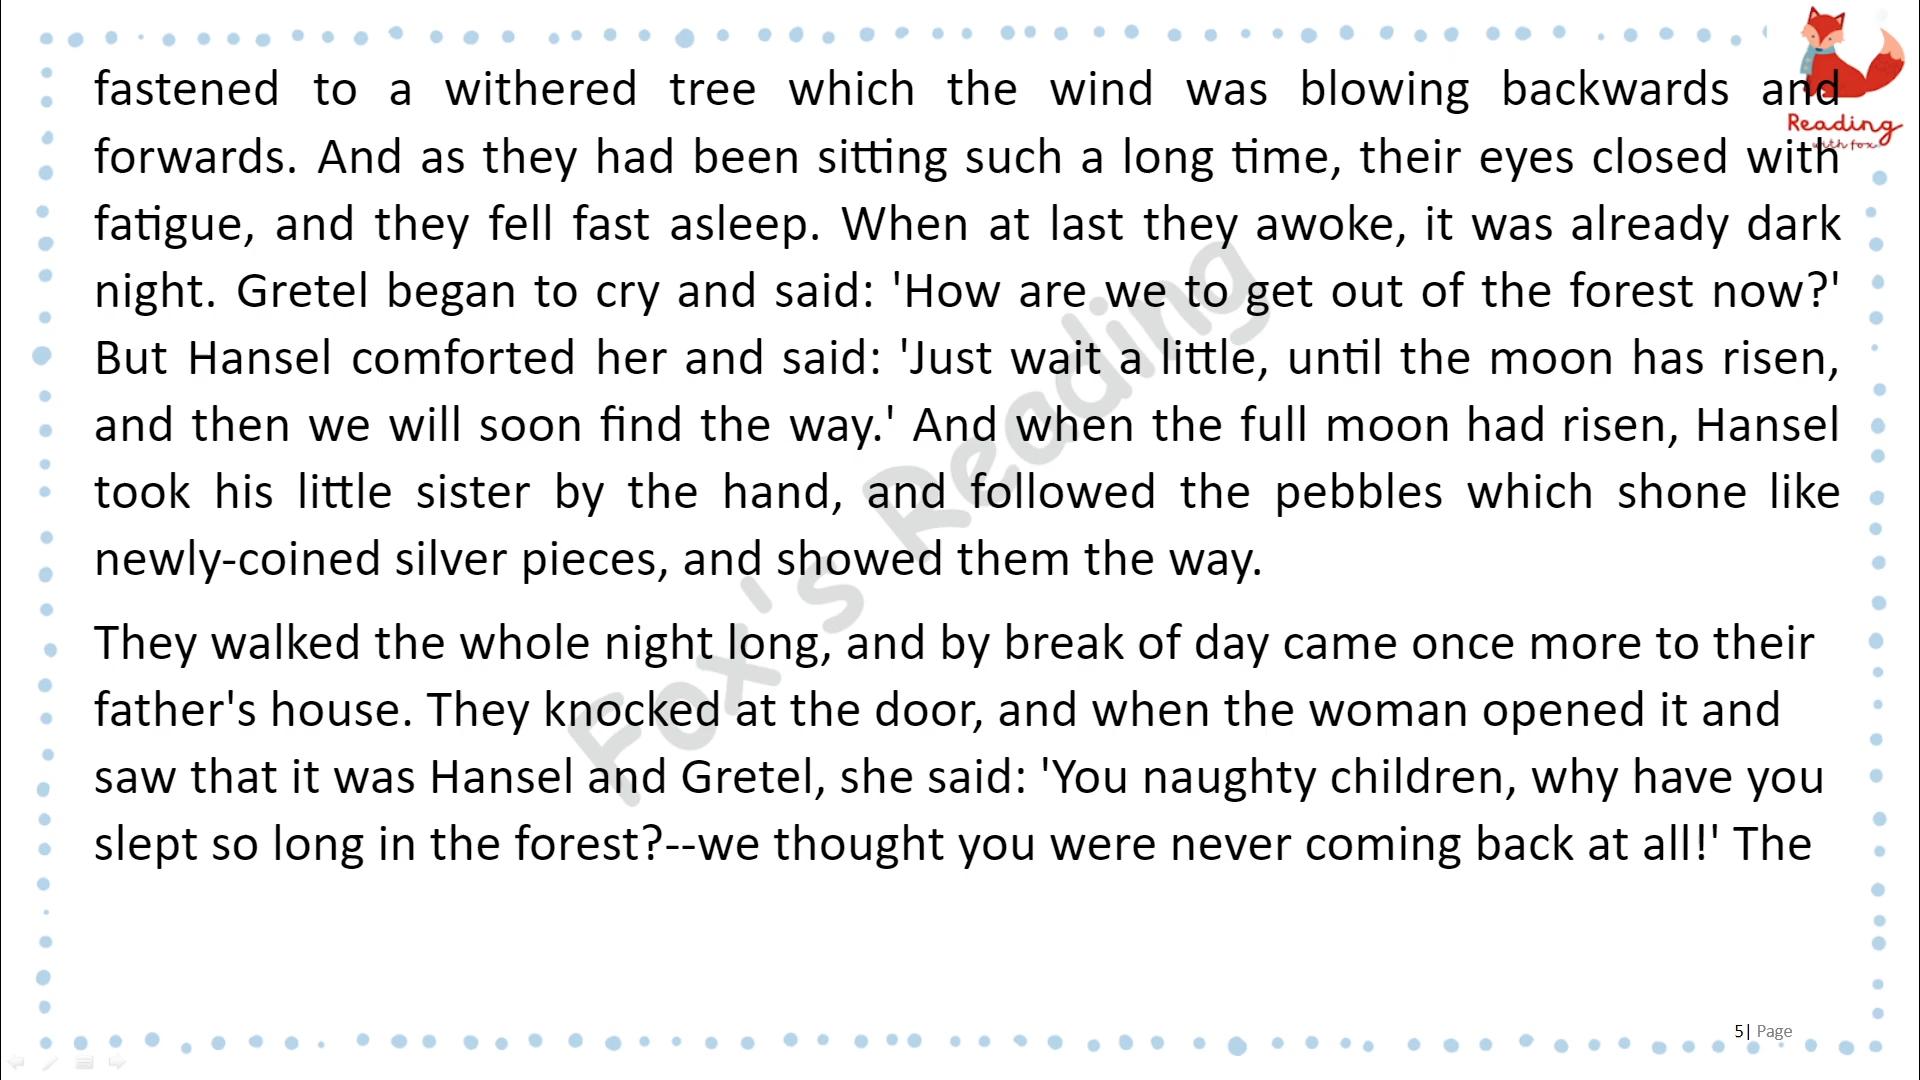 fastened to a withered tree which the wind was blowing backwards and
forwards. And as they had been sitting such a long time, their eyes closed with
fatigue, and they fell fast asleep. When at last they awoke, it was already dark
night. Gretel began to cry and said: 'How are we to get out of the forest now?'
But Hansel comforted her and said: 'Just wait a little, until the moon has risen,
and then we will soon find the way.' And when the full moon had risen, Hansel
took his little sister by the hand, and followed the pebbles which shone like
newly-coined silver pieces, and showed them the way.
They walked the whole night long, and by break of day came once more to their
father's house. They knocked at the door, and when the woman opened it and
saw that it was Hansel and Gretel, she said: 'You naughty children, why have you
slept so long in the forest?--we thought you were never coming back at all!' The
Reading
with fox
Fox's Reading
5| Page